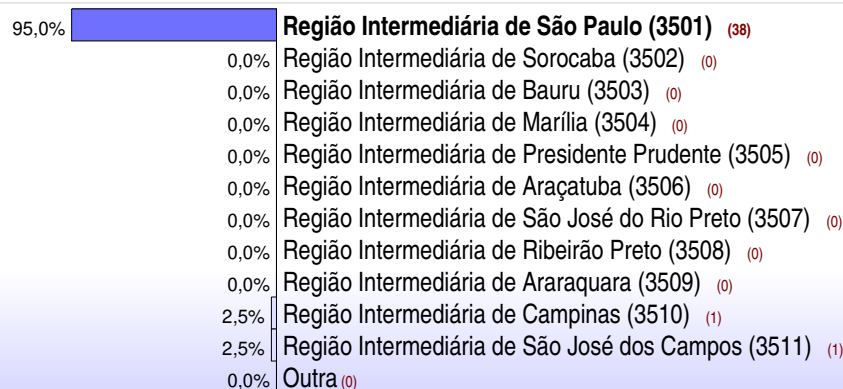 95,0% Região Intermediária de São Paulo (3501) (38)
0,0% Região Intermediária de Sorocaba (3502) (0)
0,0% Região Intermediária de Bauru (3503) (0)
0,0% Região Intermediária de Marília (3504) (0)
0,0% Região Intermediária de Presidente Prudente (3505) (0)
0,0% Região Intermediária de Araçatuba (3506) (0)
0,0% Região Intermediária de São José do Rio Preto (3507) (0)
0,0% Região Intermediária de Ribeirão Preto (3508) (0)
0,0% Região Intermediária de Araraquara (3509) (0)
2,5% Região Intermediária de Campinas (3510) (1)
2,5% Região Intermediária de São José dos Campos (3511) (1)
0,0% Outra (0)